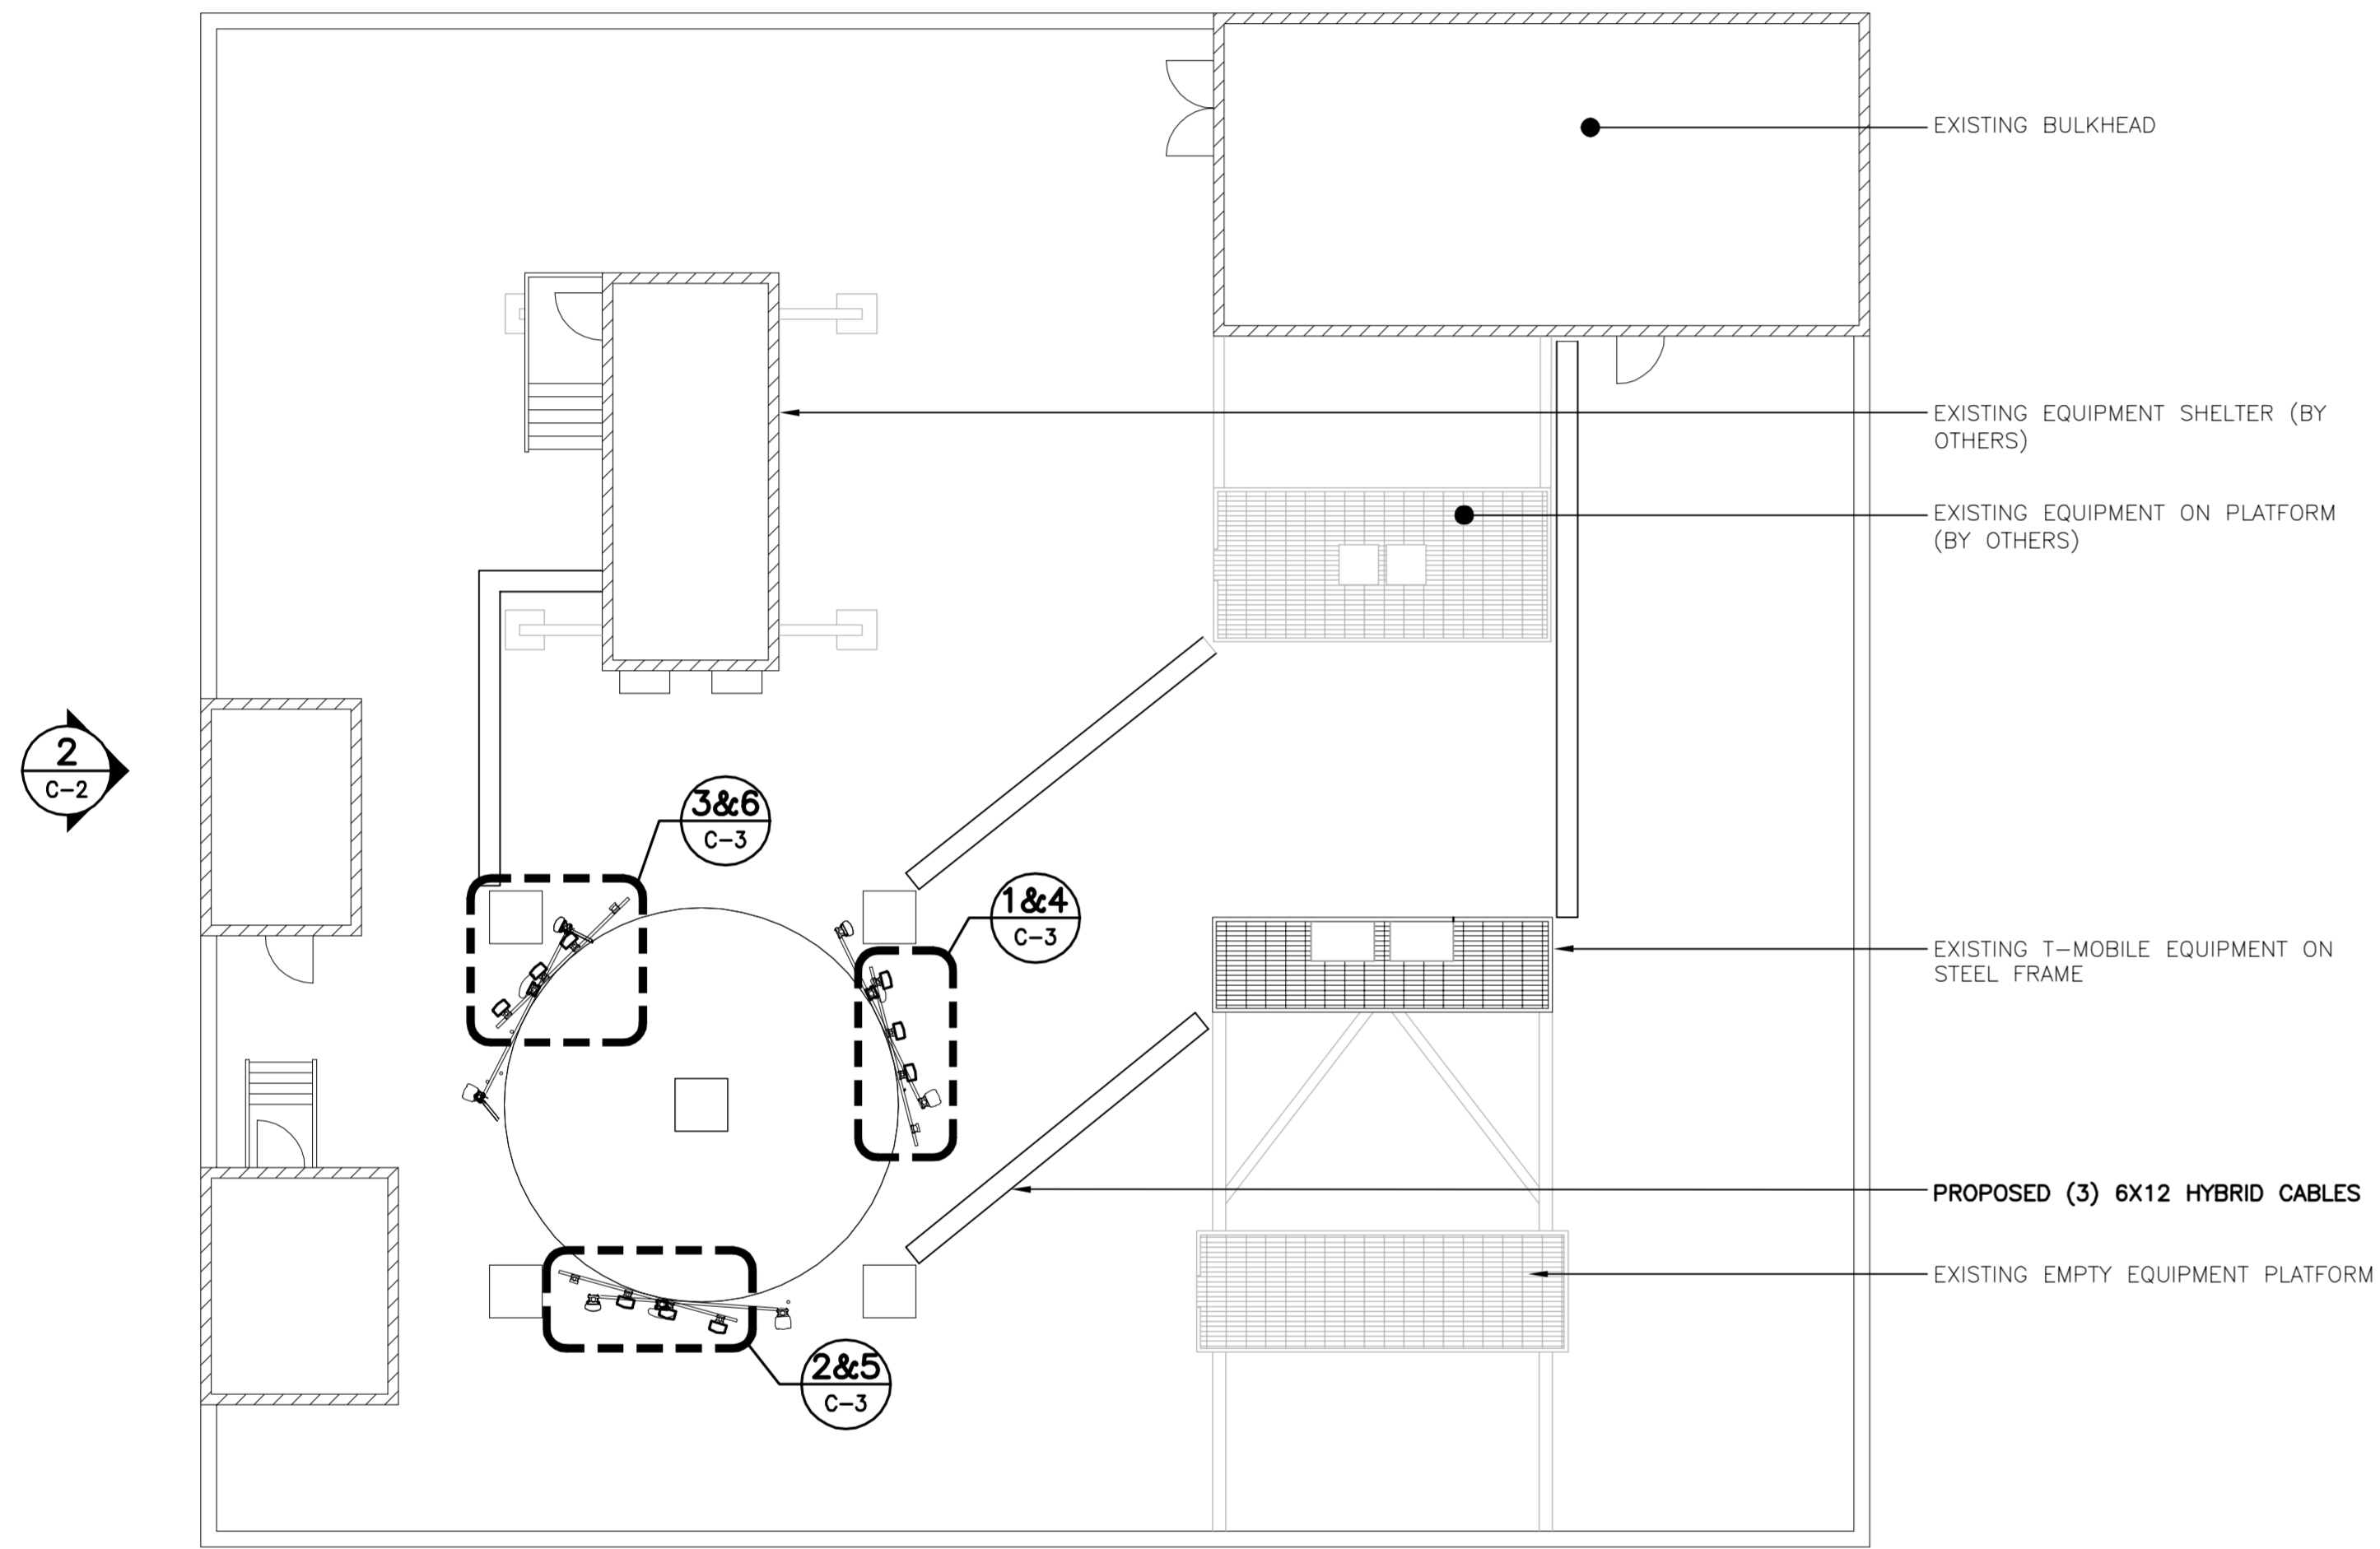 EXISTING BULKHEAD
EXISTING EQUIPMENT SHELTER (BY
OTHERS)
EXISTING EQUIPMENT ON PLATFORM
(BY OTHERS)
2
C-2
3&6
C-3
1&4
C-3
EXISTING T-MOBILE EQUIPMENT ON
STEEL FRAME
PROPOSED (3) 6X12 HYBRID CABLES
EXISTING EMPTY EQUIPMENT PLATFORM
2&5
C-3